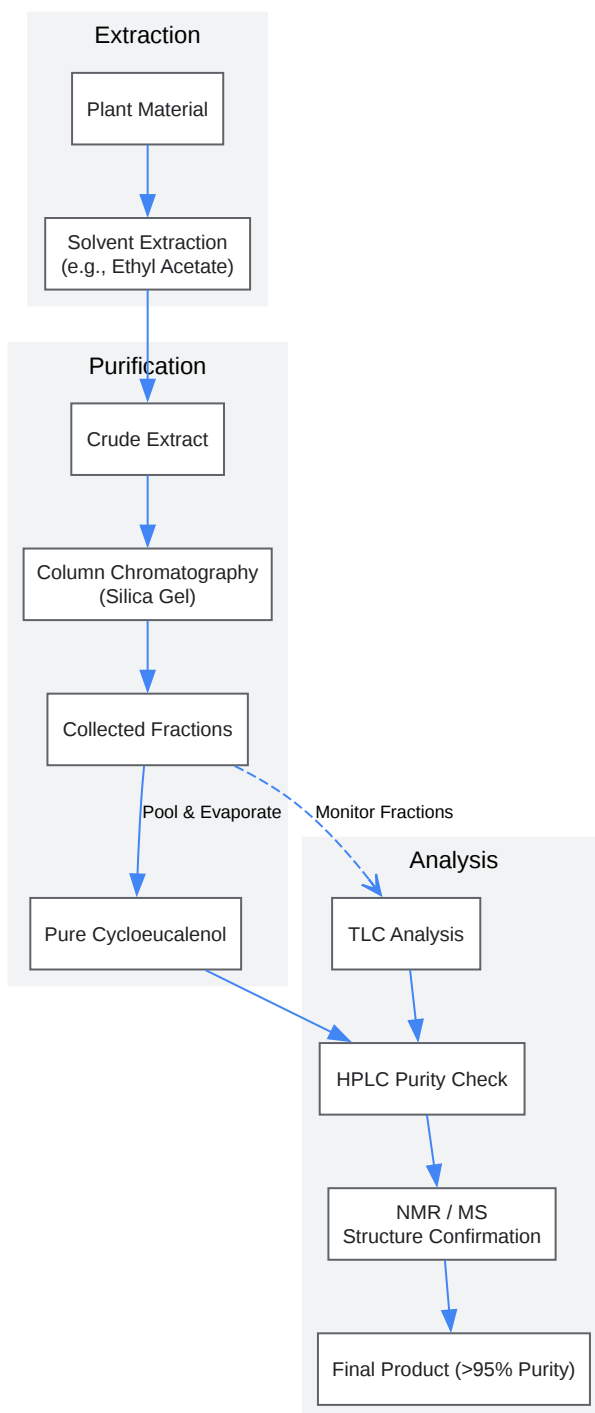 Extraction
Plant Material
Solvent Extraction
(e.g., Ethyl Acetate)
Purification
Crude Extract
Column Chromatography
(Silica Gel)
Collected Fractions
Pool & Evaporate
Monitor Fractions
Analysis
Pure Cycloeucalenol
TLC Analysis
HPLC Purity Check
NMR / MS
Structure Confirmation
Final Product (>95% Purity)